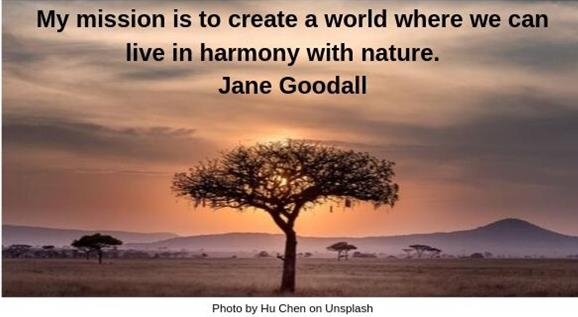 My mission is to create a world where we can
live in harmony with nature.
Jane Goodall
Photo by Hu Chen on Unsplash